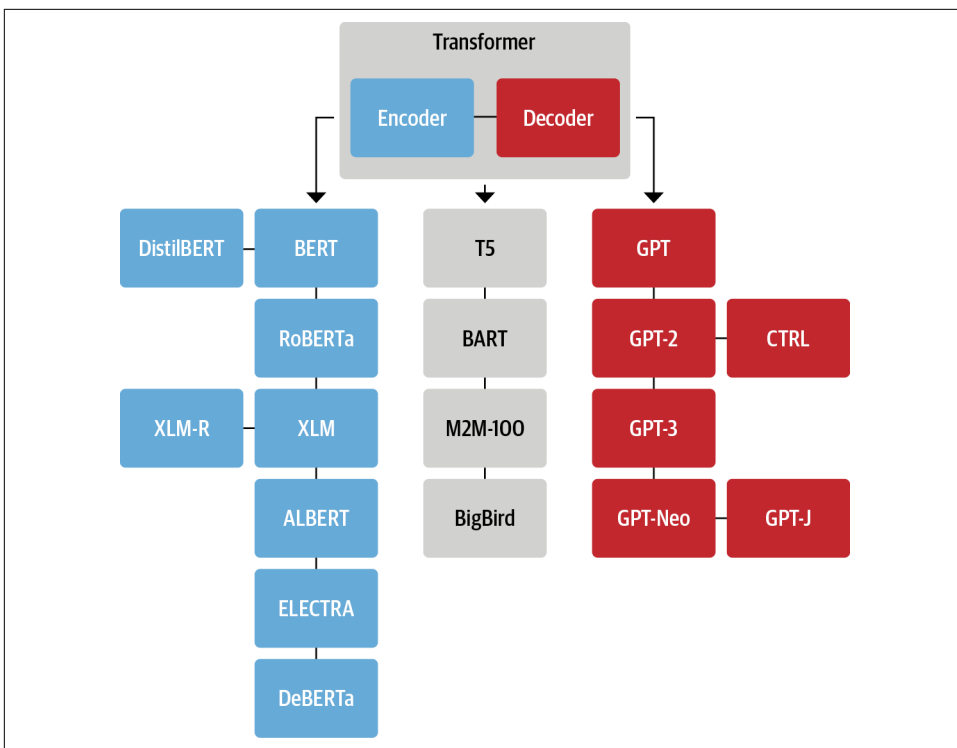 Transformer
Encoder
Decoder
DistilBERT
BERT
T5
GPT
RoBERTa
BART
GPT-2
CTRL
XLM-R
XLM
M2M-100
GPT-3
ALBERT
BigBird
GPT-Neo
GPT-J
ELECTRA
DeBERTa